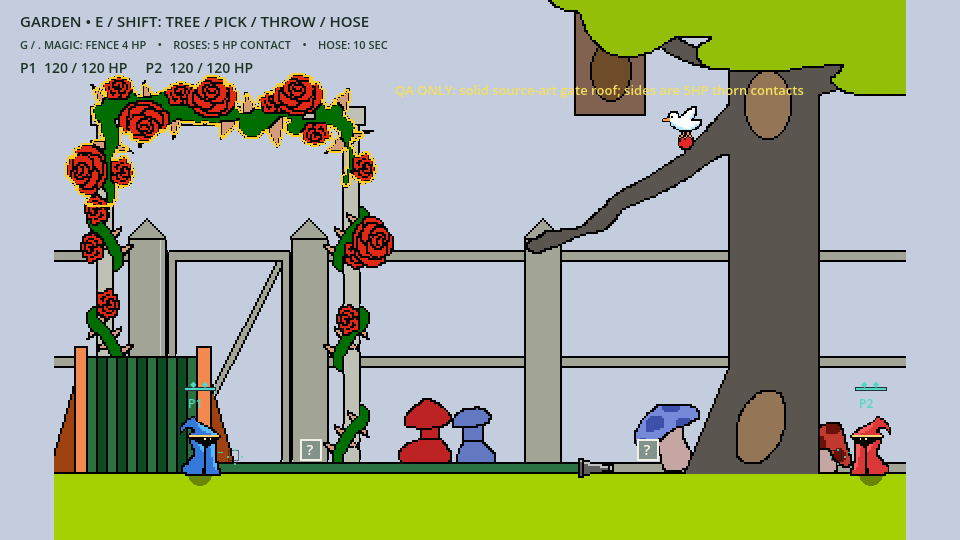 GARDEN • E / SHIFT: TREE / PICK / THROW / HOSE
G / . MAGIC: FENCE 4 HP • ROSES: 5 HP CONTACT • HOSE: 10 SEC
P1 120 / 120 HP P2 120 / 120 HP
QA ONLY: solid source-art gate roof; sides are 5HP thorn contacts
P1
P2
?
?